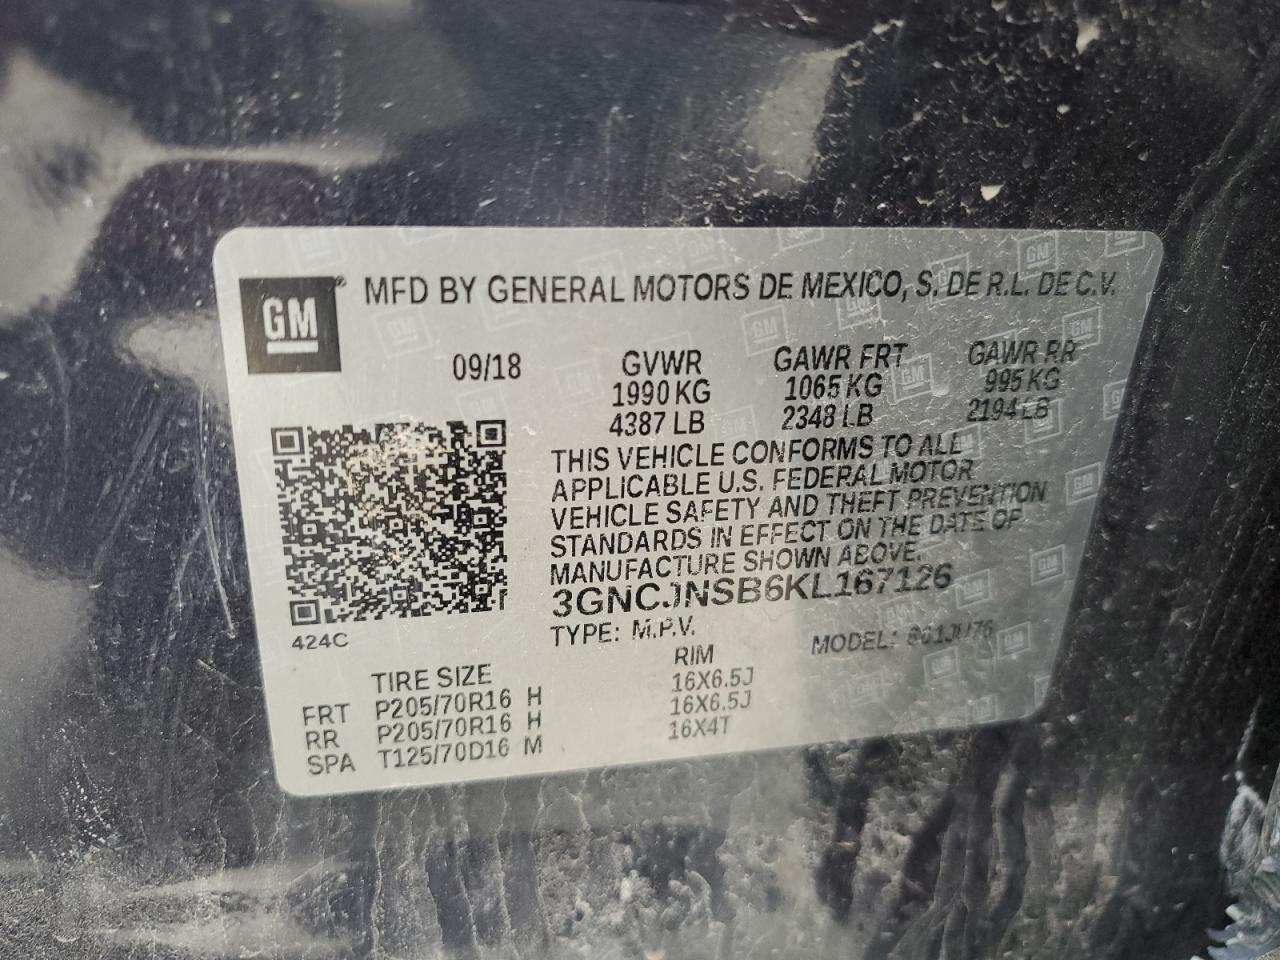 GM® MFD BY GENERAL MOTORS DE MEXICO, S. DE R.L. DE C.V.
09/18 GVWR GAWR FRT GAWR RR
1990 KG 1065 KG 995 KG
4387 LB 2348 LB 2194 LB
THIS VEHICLE CONFORMS TO ALL
APPLICABLE U.S. FEDERAL MOTOR
VEHICLE SAFETY AND THEFT PREVENTION
STANDARDS IN EFFECT ON THE DATE OF
MANUFACTURE SHOWN ABOVE.
3GNCJNSB6KL167126
424C
TYPE: M.P.V. MODEL:
TIRE SIZE RIM
FRT P205/70R16 H 16X6.5J
RR P205/70R16 H 16X6.5J
SPA T125/70D16 M 16X4T